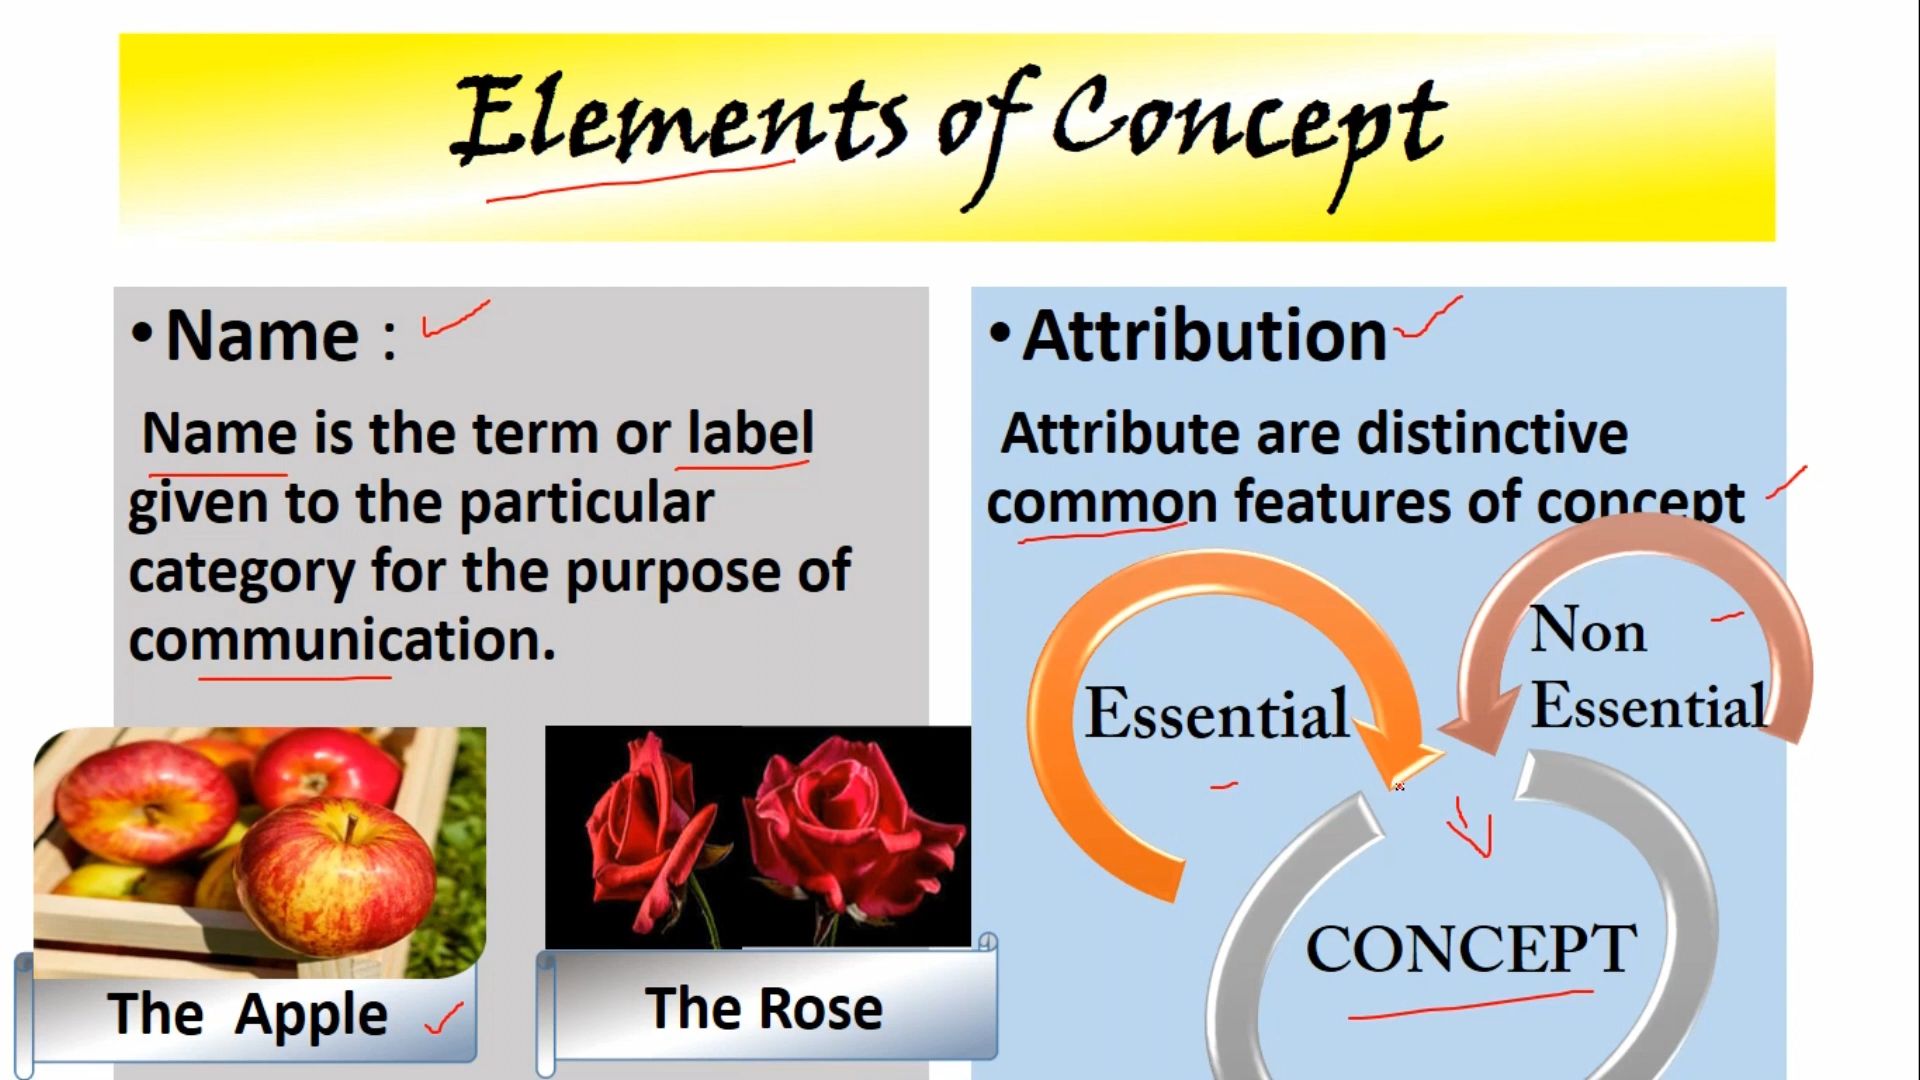 Elements of Concept
• Name :
Name is the term or label
given to the particular
category for the purpose of
communication.
The Apple
The Rose
• Attribution
Attribute are distinctive
common features of concept
Essential
Non
Essential
CONCEPT